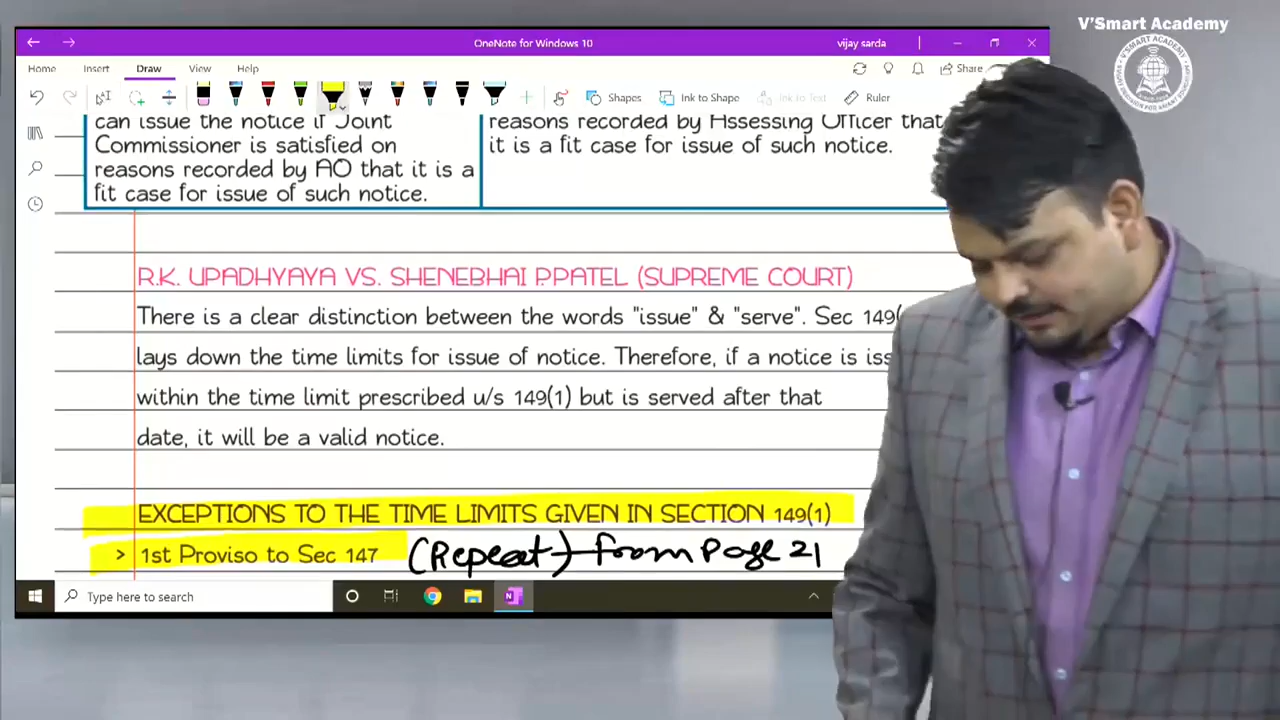 V'Smart Academy
OneNote for Windows 10
vijay sarda
Home Insert Draw View Help
Share
Shapes Ink to Shape Ink to Text Ruler
can issue the notice if Joint
Commissioner is satisfied on
reasons recorded by AO that it is a
fit case for issue of such notice.
reasons recorded by Assessing Officer that
it is a fit case for issue of such notice.
R.K. UPADHYAYA VS. SHENEBHAI P.PATEL (SUPREME COURT)
There is a clear distinction between the words "issue" & "serve". Sec 149(
lays down the time limits for issue of notice. Therefore, if a notice is iss
within the time limit prescribed u/s 149(1) but is served after that
date, it will be a valid notice.
EXCEPTIONS TO THE TIME LIMITS GIVEN IN SECTION 149(1)
> 1st Proviso to Sec 147 (Repeat) from Page 21
Type here to search